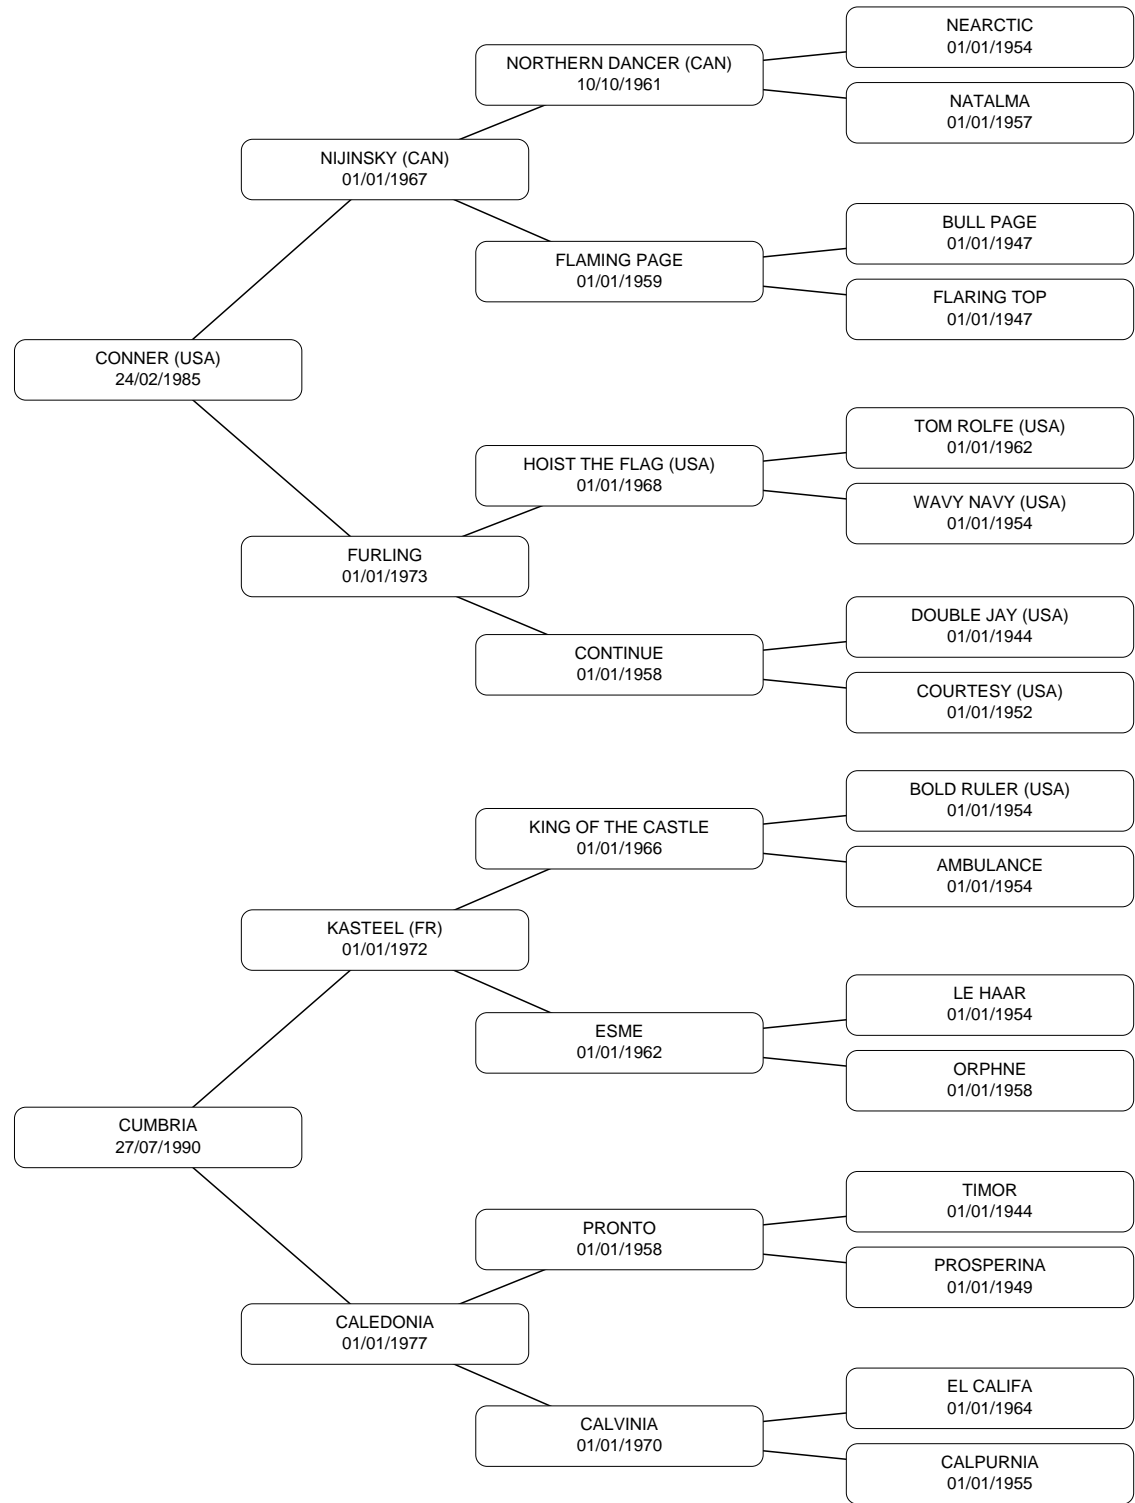 NEARCTIC
01/01/1954
NORTHERN DANCER (CAN)
10/10/1961
NATALMA
01/01/1957
NIJINSKY (CAN)
01/01/1967
BULL PAGE
01/01/1947
FLAMING PAGE
01/01/1959
FLARING TOP
01/01/1947
CONNER (USA)
24/02/1985
TOM ROLFE (USA)
01/01/1962
HOIST THE FLAG (USA)
01/01/1968
WAVY NAVY (USA)
01/01/1954
FURLING
01/01/1973
DOUBLE JAY (USA)
01/01/1944
CONTINUE
01/01/1958
COURTESY (USA)
01/01/1952
BOLD RULER (USA)
01/01/1954
KING OF THE CASTLE
01/01/1966
AMBULANCE
01/01/1954
KASTEEL (FR)
01/01/1972
LE HAAR
01/01/1954
ESME
01/01/1962
ORPHNE
01/01/1958
CUMBRIA
27/07/1990
TIMOR
01/01/1944
PRONTO
01/01/1958
PROSPERINA
01/01/1949
CALEDONIA
01/01/1977
EL CALIFA
01/01/1964
CALVINIA
01/01/1970
CALPURNIA
01/01/1955